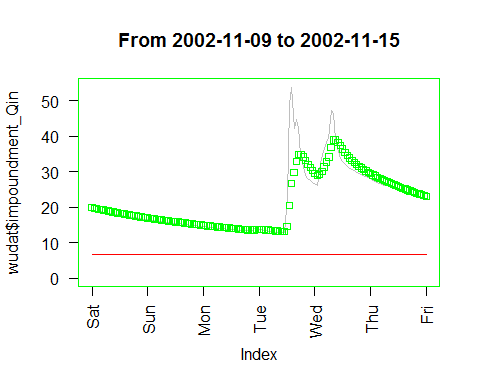 From 2002-11-09 to 2002-11-15
wudat$impoundment_Qin
50
40
30
20
10
0
Sat Sun Mon Tue Wed Thu Fri
Index